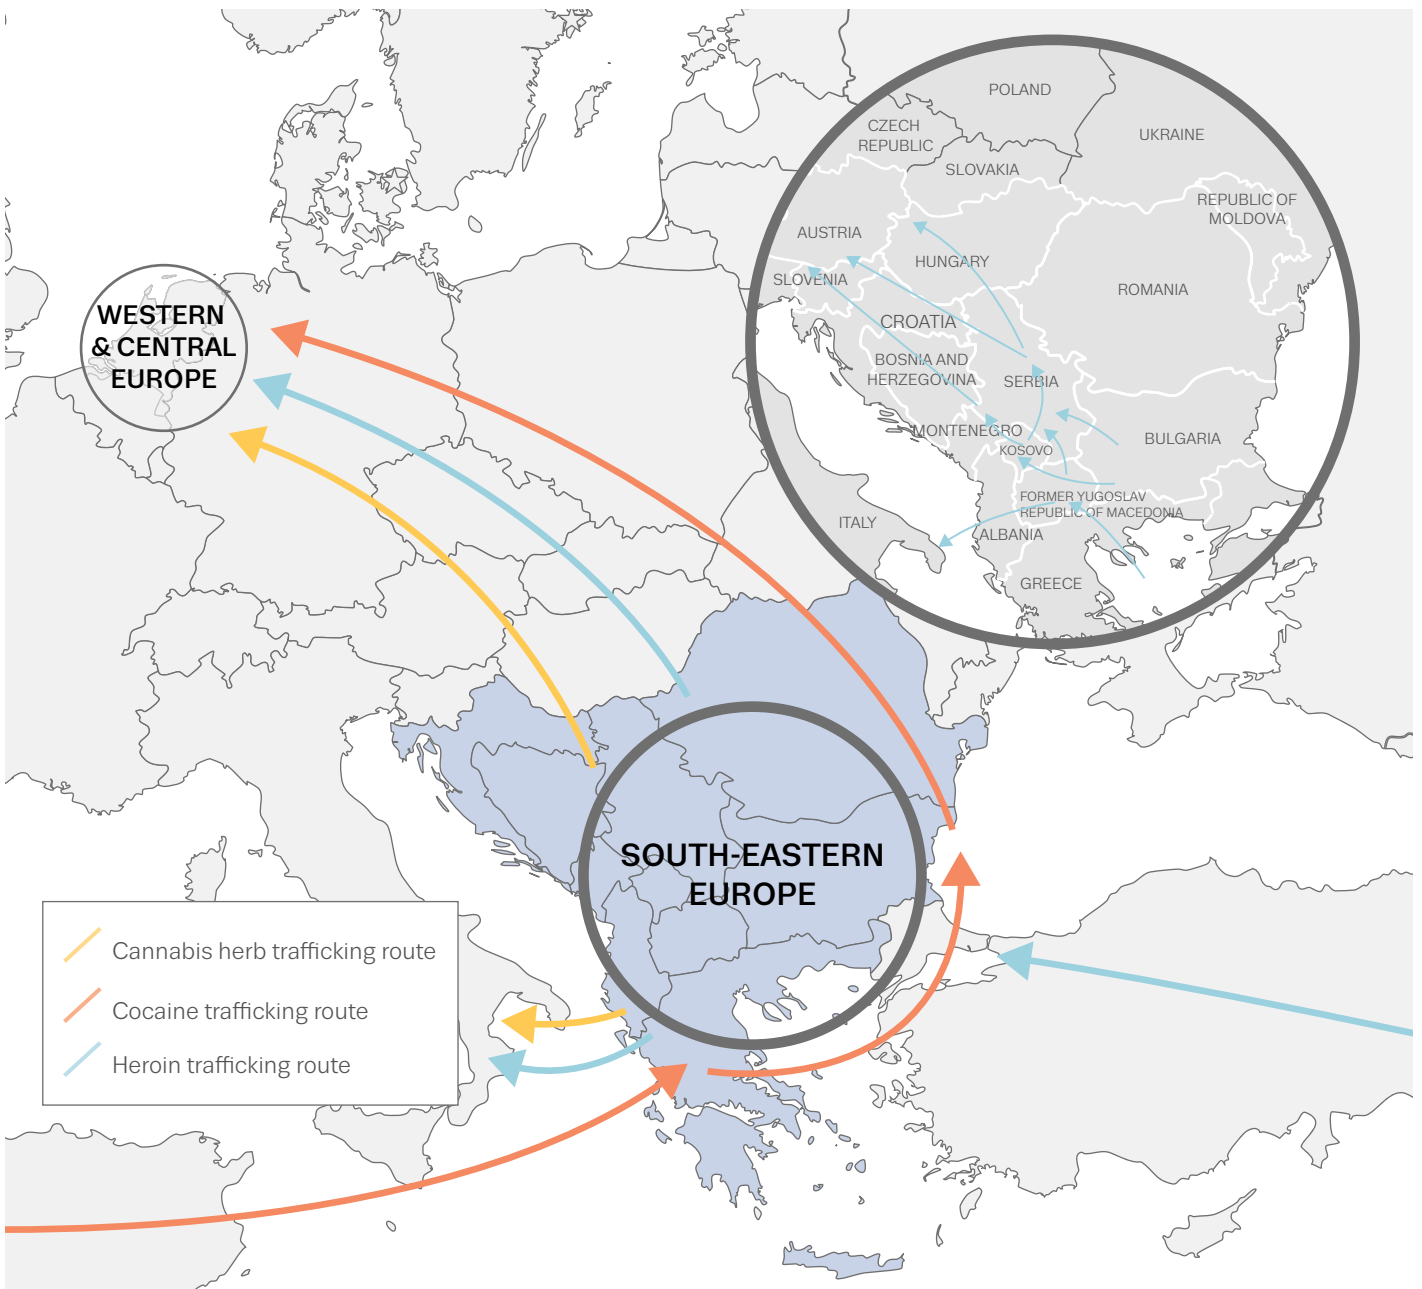 POLAND
CZECH
REPUBLIC
UKRAINE
SLOVAKIA
REPUBLIC OF
MOLDOVA
AUSTRIA
HUNGARY
SLOVENIA
ROMANIA
CROATIA
BOSNIA AND
HERZEGOVINA
SERBIA
MONTENEGRO
BULGARIA
KOSOVO
FORMER YUGOSLAV
REPUBLIC OF MACEDONIA
ITALY
ALBANIA
GREECE
WESTERN
& CENTRAL
EUROPE
SOUTH-EASTERN
EUROPE
Cannabis herb trafficking route
Cocaine trafficking route
Heroin trafficking route